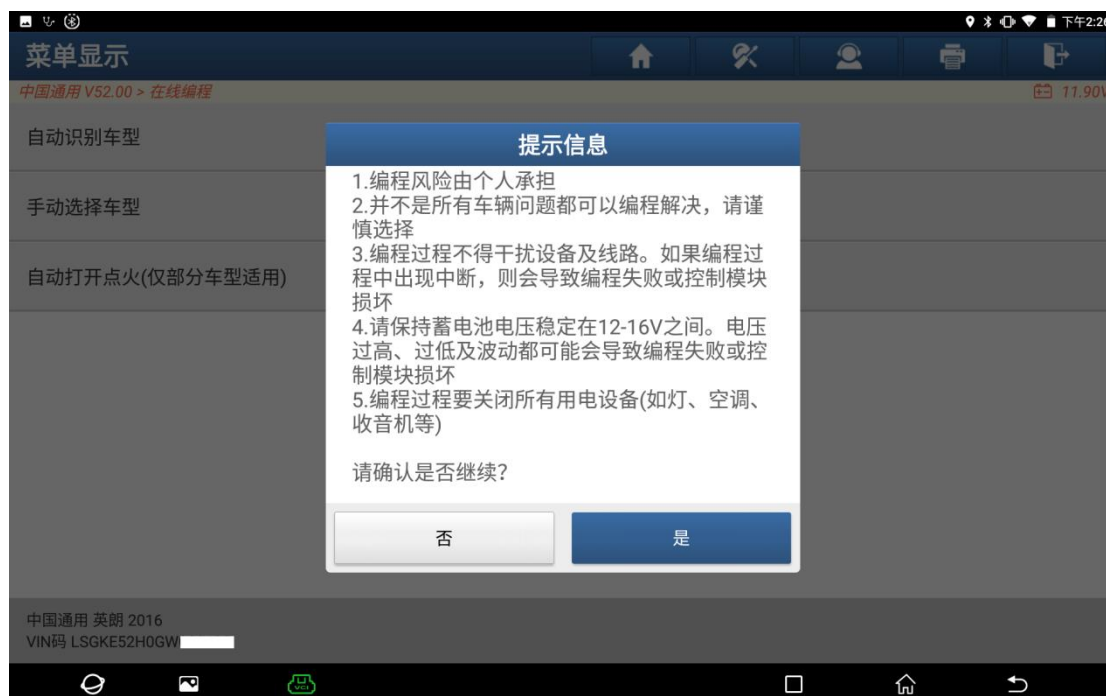 下午2:26
菜单显示
中国通用 V52.00 > 在线编程
11.90V
自动识别车型
手动选择车型
自动打开点火(仅部分车型适用)
提示信息
1.编程风险由个人承担
2.并不是所有车辆问题都可以编程解决，请谨
慎选择
3.编程过程不得干扰设备及线路。如果编程过
程中出现中断，则会导致编程失败或控制模块
损坏
4.请保持蓄电池电压稳定在12-16V之间。电压
过高、过低及波动都可能会导致编程失败或控
制模块损坏
5.编程过程要关闭所有用电设备(如灯、空调、
收音机等)
请确认是否继续？
否
是
中国通用 英朗 2016
VIN码 LSGKE52H0GW
VCI